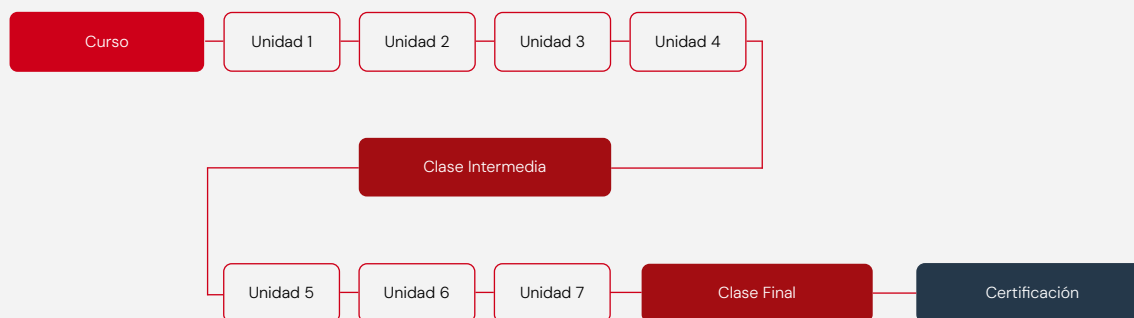 Curso
Unidad 1
Unidad 2
Unidad 3
Unidad 4
Clase Intermedia
Unidad 5
Unidad 6
Unidad 7
Clase Final
Certificación